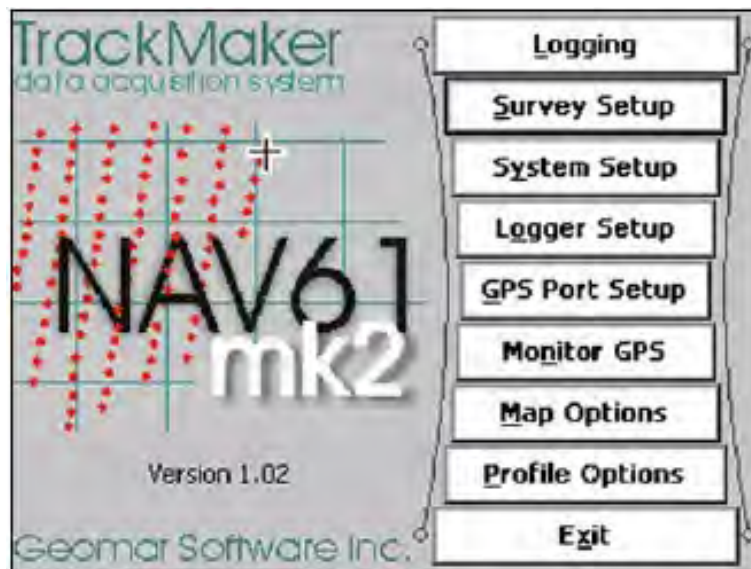 TrackMaker
data acquisition system
NAV61
mk2
Version 1.02
Geomar Software Inc.
Logging
Survey Setup
System Setup
Logger Setup
GPS Port Setup
Monitor GPS
Map Options
Profile Options
Exit